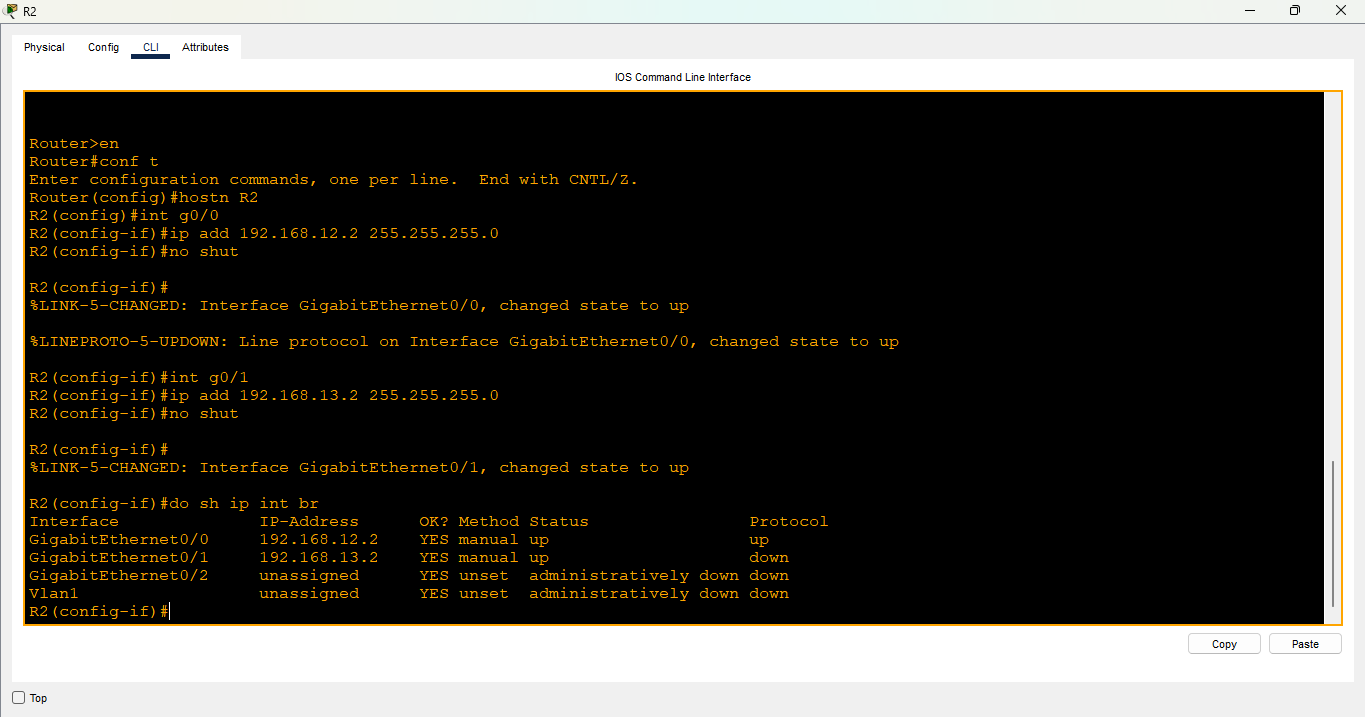 R2
Physical Config CLI Attributes
IOS Command Line Interface
Router>en
Router#conf t
Enter configuration commands, one per line.  End with CNTL/Z.
Router(config)#hostn R2
R2(config)#int g0/0
R2(config-if)#ip add 192.168.12.2 255.255.255.0
R2(config-if)#no shut
R2(config-if)#
%LINK-5-CHANGED: Interface GigabitEthernet0/0, changed state to up
%LINEPROTO-5-UPDOWN: Line protocol on Interface GigabitEthernet0/0, changed state to up
R2(config-if)#int g0/1
R2(config-if)#ip add 192.168.13.2 255.255.255.0
R2(config-if)#no shut
R2(config-if)#
%LINK-5-CHANGED: Interface GigabitEthernet0/1, changed state to up
R2(config-if)#do sh ip int br
Interface              IP-Address      OK? Method Status                Protocol
GigabitEthernet0/0     192.168.12.2    YES manual up                    up
GigabitEthernet0/1     192.168.13.2    YES manual up                    down
GigabitEthernet0/2     unassigned      YES unset  administratively down down
Vlan1                  unassigned      YES unset  administratively down down
R2(config-if)#
Copy Paste
Top